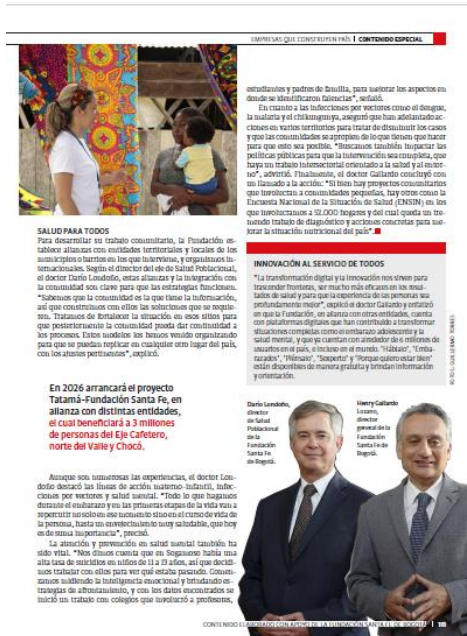 EMPRESAS QUE CONSTRUYEN PAÍS | CONTENIDO ESPECIAL
SALUD PARA TODOS
Para desarrollar su trabajo comunitario, la Fundación es-
tablece alianzas con entidades territoriales y locales de los
municipios o barrios en los que interviene, y organismos in-
ternacionales. Según el director del eje de Salud Poblacional,
el doctor Darío Londoño, estas alianzas y la integración con
la comunidad son clave para que las estrategias funcionen.
"Sabemos que la comunidad es la que tiene la información,
así que construimos con ellos las soluciones que se requie-
ren. Tratamos de fortalecer la situación en esos sitios para
que posteriormente la comunidad pueda dar continuidad a
los procesos. Estos modelos los hemos venido organizando
para que se puedan replicar en cualquier otro lugar del país,
con los ajustes pertinentes", explicó.
En 2026 arrancará el proyecto
Tatamá-Fundación Santa Fe, en
alianza con distintas entidades,
el cual beneficiará a 3 millones
de personas del Eje Cafetero,
norte del Valle y Chocó.
Aunque son numerosas las experiencias, el doctor Lon-
doño destacó las líneas de acción materno-infantil, infec-
ciones por vectores y salud mental. "Todo lo que hagamos
durante el embarazo y en las primeras etapas de la vida van a
repercutir no solo en ese momento sino en el curso de vida de
la persona, hasta un envejecimiento muy saludable, que hoy
es de suma importancia", precisó.
La atención y prevención en salud mental también ha
sido vital. "Nos dimos cuenta que en Sogamoso había una
alta tasa de suicidios en niños de 11 a 13 años, así que decidi-
mos trabajar con ellos para ver qué estaba pasando. Comen-
zamos midiendo la inteligencia emocional y brindando es-
trategias de afrontamiento, y con los datos encontrados se
inició un trabajo con colegios que involucró a profesores,
estudiantes y padres de familia, para mejorar los aspectos en
donde se identificaron falencias", señaló.
En cuanto a las infecciones por vectores como el dengue,
la malaria y el chikungunya, aseguró que han adelantado ac-
ciones en varios territorios para tratar de disminuir los casos
y que las comunidades se apropien de lo que tienen que hacer
para que esto sea posible. "Buscamos también impactar las
políticas públicas para que la intervención sea completa, que
haya un trabajo intersectorial orientado a la salud y al entor-
no", advirtió. Finalmente, el doctor Gallardo concluyó con
un llamado a la acción: "Si bien hay proyectos comunitarios
que involucran a comunidades pequeñas, hay otros como la
Encuesta Nacional de la Situación de Salud (ENSIN) en los
que involucramos a 52.000 hogares y del cual queda un tre-
mendo trabajo de diagnóstico y acciones concretas para me-
jorar la situación nutricional del país".
INNOVACIÓN AL SERVICIO DE TODOS
"La transformación digital y la innovación nos sirven para
trascender fronteras, ser mucho más eficaces en los resul-
tados de salud y para que la experiencia de las personas sea
profundamente mejor", explicó el doctor Gallardo y enfatizó
en que la Fundación, en alianza con otras entidades, cuenta
con plataformas digitales que han contribuido a transformar
situaciones complejas como el embarazo adolescente y la
salud mental, y que ya cuentan con alrededor de 6 millones de
usuarios en el país, e incluso en el mundo. "Háblalo", "Emba-
razados", "Piénsalo", "Sexperto" y "Porque quiero estar bien"
están disponibles de manera gratuita y brindan información
y orientación.
Darío Londoño,
director
de Salud
Poblacional
de la
Fundación
Santa Fe
de Bogotá.
Henry Gallardo
Lozano,
director
general de la
Fundación
Santa Fe de
Bogotá.
CONTENIDO ELABORADO CON APOYO DE LA FUNDACIÓN SANTA FE DE BOGOTÁ